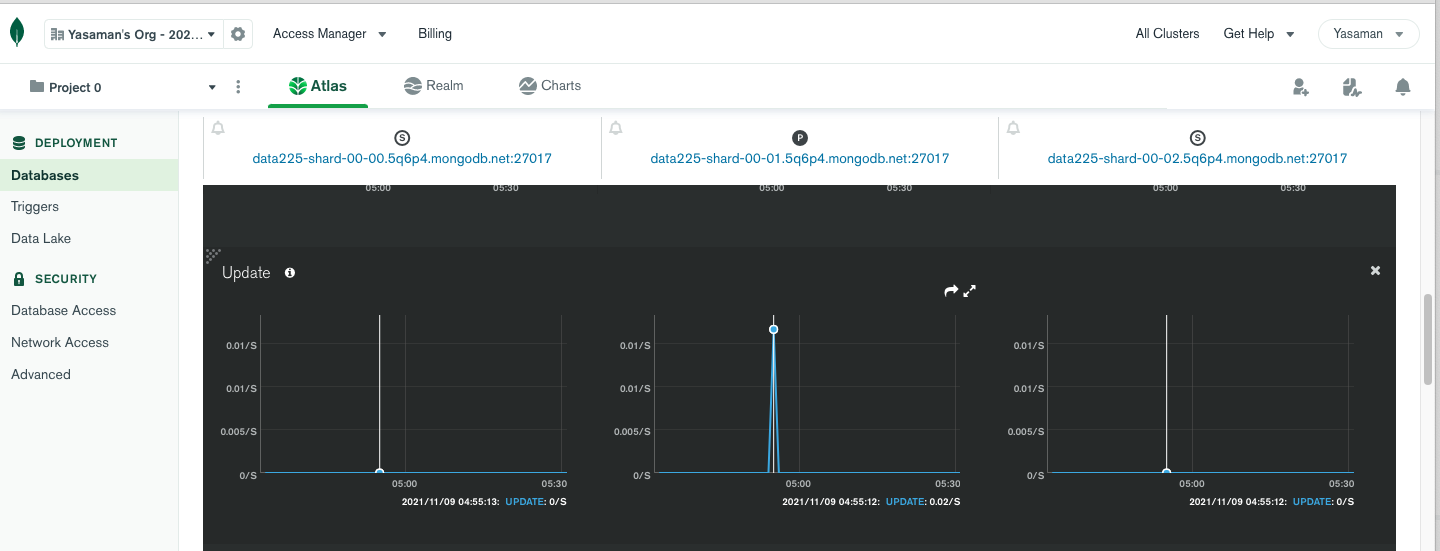 Yasaman's Org - 202... Access Manager Billing All Clusters Get Help Yasaman
Project 0 Atlas Realm Charts
DEPLOYMENT
Databases
Triggers
Data Lake
SECURITY
Database Access
Network Access
Advanced
S P S
data225-shard-00-00.5q6p4.mongodb.net:27017 data225-shard-00-01.5q6p4.mongodb.net:27017 data225-shard-00-02.5q6p4.mongodb.net:27017
05:00 05:30 05:00 05:30 05:00 05:30
Update
0.01/S 0.01/S 0.01/S
0.01/S 0.01/S 0.01/S
0.005/S 0.005/S 0.005/S
0/S 0/S 0/S
05:00 05:30 05:00 05:30 05:00 05:30
2021/11/09 04:55:13: UPDATE: 0/S 2021/11/09 04:55:12: UPDATE: 0.02/S 2021/11/09 04:55:12: UPDATE: 0/S